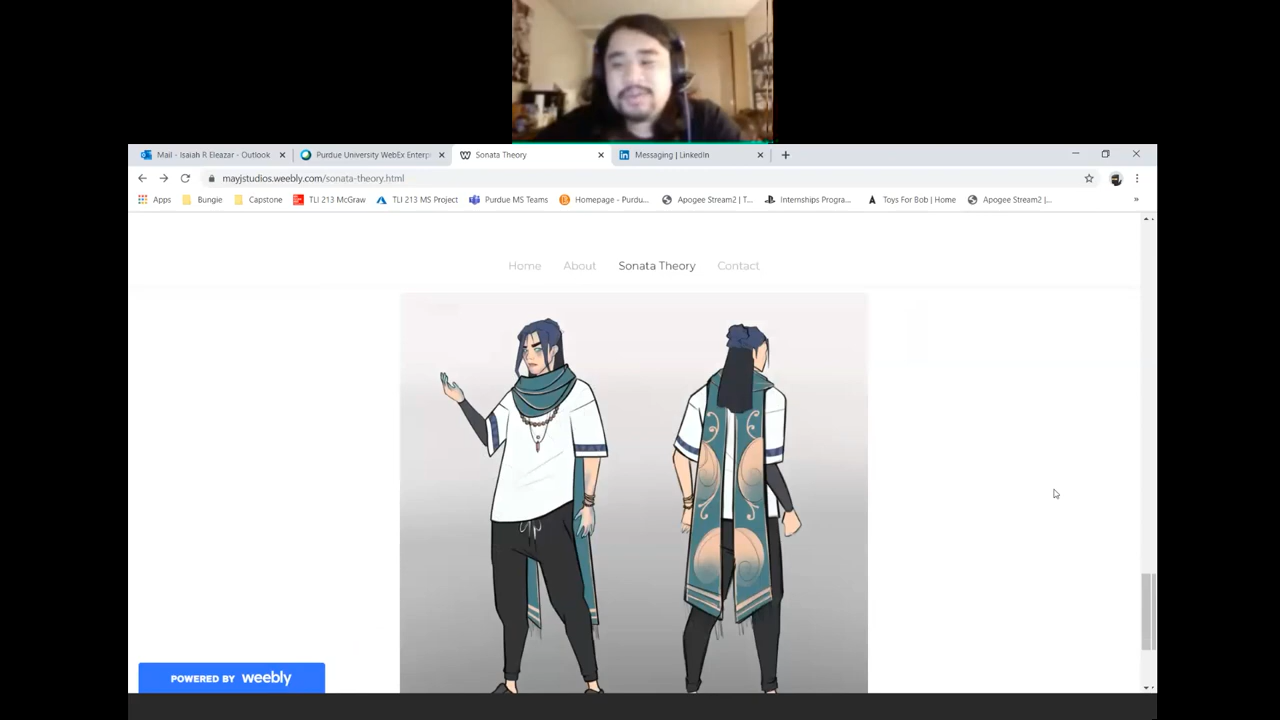 Mail - Isaiah R Eleazar - Outlook
Purdue University WebEx Enterp
Sonata Theory
Messaging | LinkedIn
mayjstudios.weebly.com/sonata-theory.html
Apps
Bungie
Capstone
TLI 213 McGraw
TLI 213 MS Project
Purdue MS Teams
Homepage - Purdu...
Apogee Stream2 | T...
Internships Progra...
Toys For Bob | Home
Apogee Stream2 |...
Home About Sonata Theory Contact
POWERED BY weebly